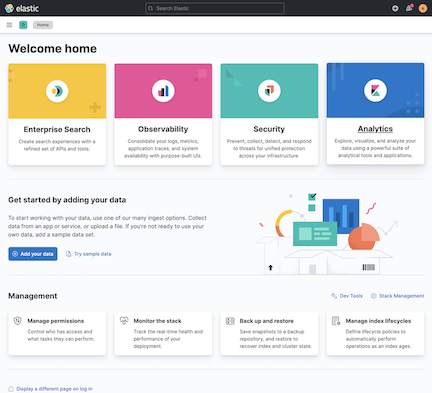 elastic
Search Elastic
D
Home
Welcome home
Enterprise Search
Create search experiences with a
refined set of APIs and tools.
Observability
Consolidate your logs, metrics,
application traces, and system
availability with purpose-built UIs.
Security
Prevent, collect, detect, and respond
to threats for unified protection
across your infrastructure.
Analytics
Explore, visualize, and analyze your
data using a powerful suite of
analytical tools and applications.
Get started by adding your data
To start working with your data, use one of our many ingest options. Collect
data from an app or service, or upload a file. If you're not ready to use your
own data, add a sample data set.
Add your data
Try sample data
Management
Dev Tools
Stack Management
Manage permissions
Control who has access and
what tasks they can perform.
Monitor the stack
Track the real-time health and
performance of your
deployment.
Back up and restore
Save snapshots to a backup
repository, and restore to
recover index and cluster state.
Manage index lifecycles
Define lifecycle policies to
automatically perform
operations as an index ages.
Display a different page on log in